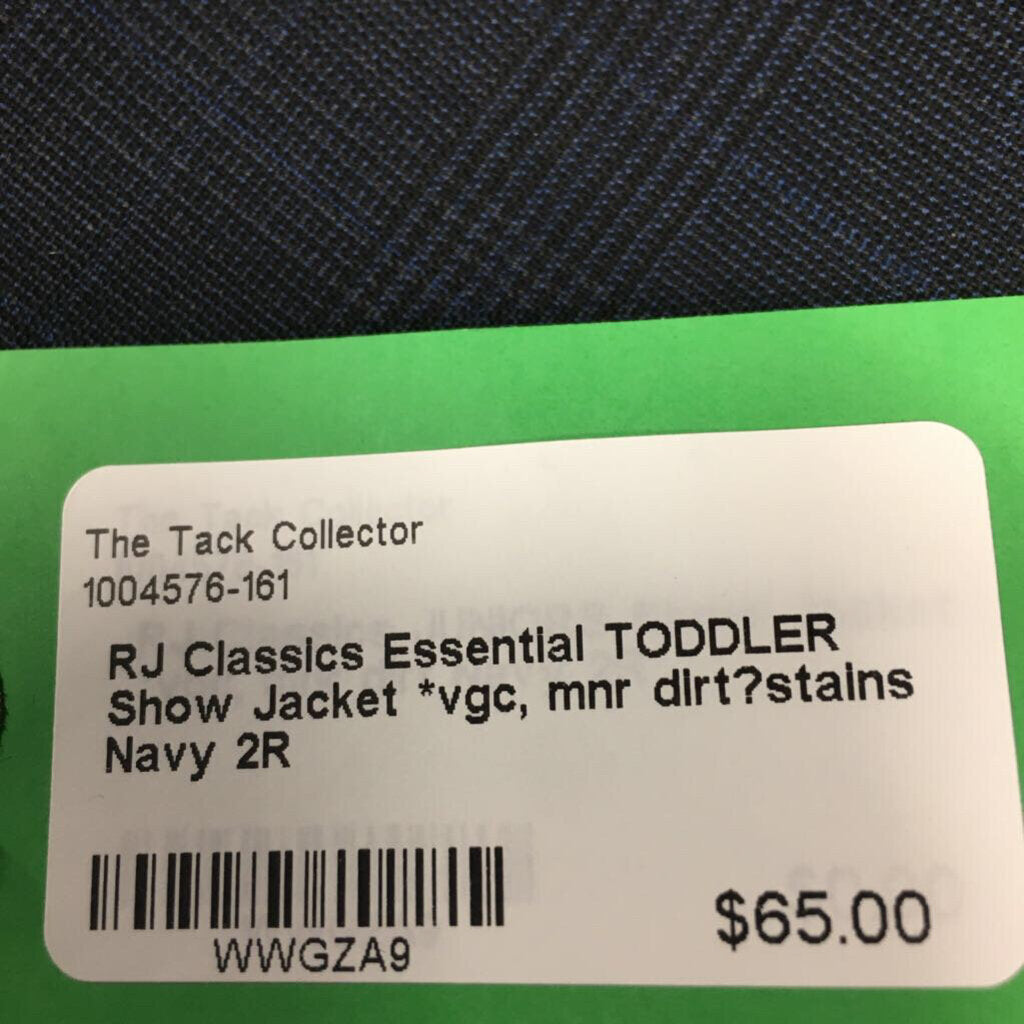 The Tack Collector
1004576-161
RJ Classics Essential TODDLER
Show Jacket *vgc, mnr dirt?stains
Navy 2R
WWGZA9
$65.00